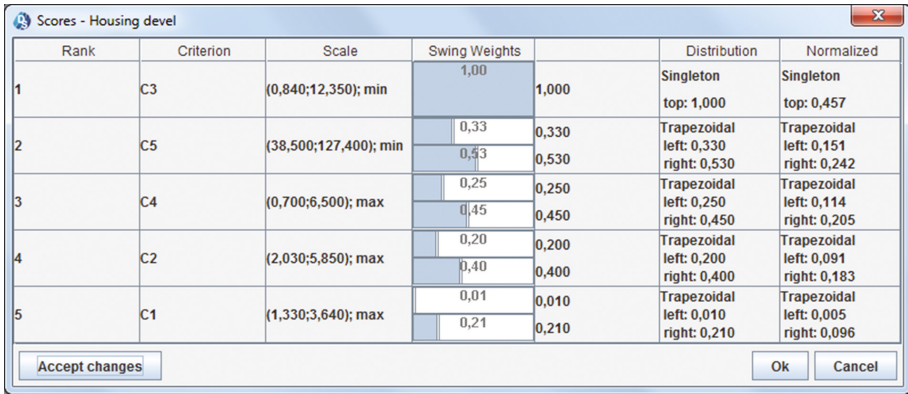 Scores - Housing devel
Rank Criterion Scale Swing Weights Distribution Normalized
1 C3 (0,840;12,350); min 1,00 1,000 Singleton top: 1,000 Singleton top: 0,457
2 C5 (38,500;127,400); min 0,33 0,53 0,330 0,530 Trapezoidal left: 0,330 right: 0,530 Trapezoidal left: 0,151 right: 0,242
3 C4 (0,700;6,500); max 0,25 0,45 0,250 0,450 Trapezoidal left: 0,250 right: 0,450 Trapezoidal left: 0,114 right: 0,205
4 C2 (2,030;5,850); max 0,20 0,40 0,200 0,400 Trapezoidal left: 0,200 right: 0,400 Trapezoidal left: 0,091 right: 0,183
5 C1 (1,330;3,640); max 0,01 0,21 0,010 0,210 Trapezoidal left: 0,010 right: 0,210 Trapezoidal left: 0,005 right: 0,096
Accept changes Ok Cancel